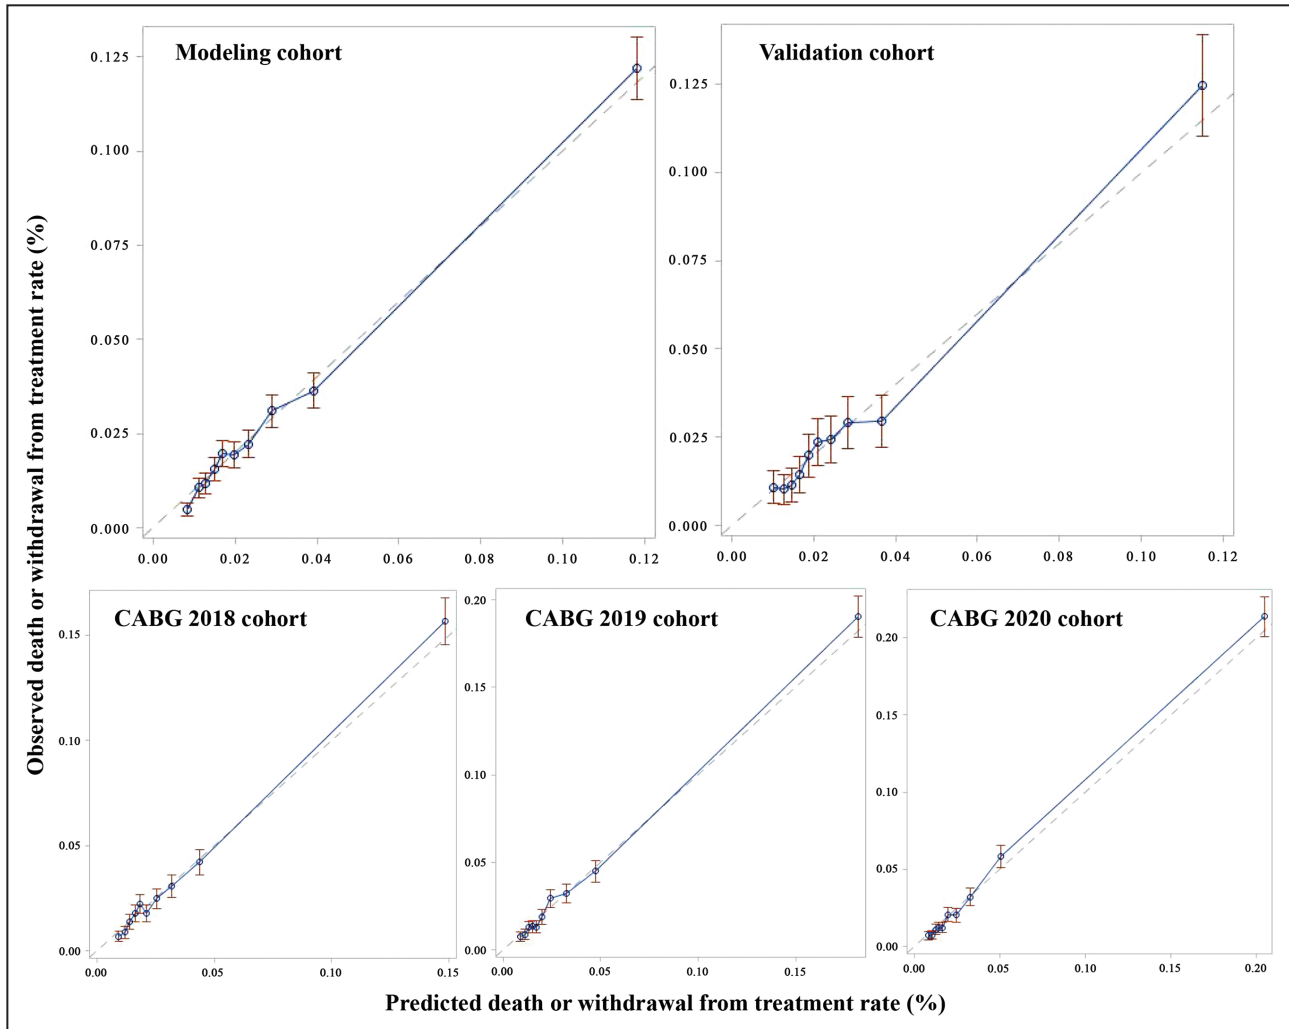 Observed death or withdrawal from treatment rate (%)
Modeling cohort
0.125
0.100
0.075
0.050
0.025
0.000
0.00 0.02 0.04 0.06 0.08 0.10 0.12
Validation cohort
0.125
0.100
0.075
0.050
0.025
0.000
0.00 0.02 0.04 0.06 0.08 0.10 0.12
CABG 2018 cohort
0.15
0.10
0.05
0.00
0.00 0.05 0.10 0.15
CABG 2019 cohort
0.20
0.15
0.10
0.05
0.00
0.00 0.05 0.10 0.15
CABG 2020 cohort
0.20
0.15
0.10
0.05
0.00
0.00 0.05 0.10 0.15 0.20
Predicted death or withdrawal from treatment rate (%)